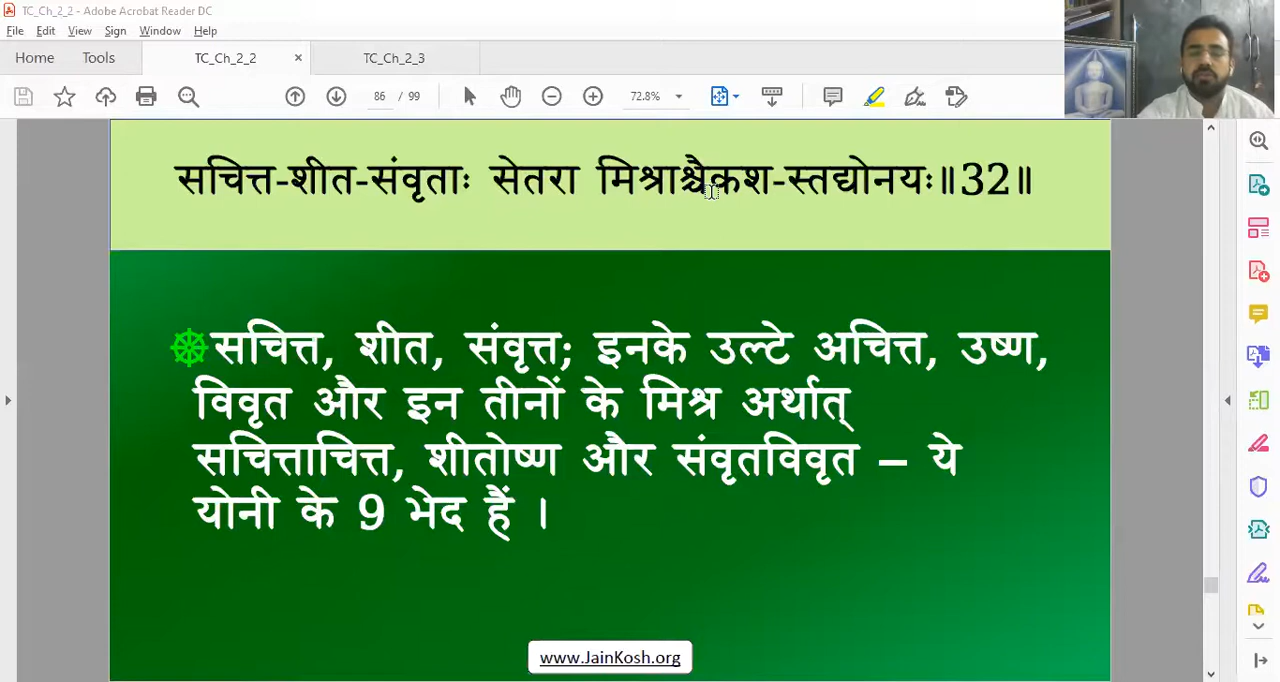 TC_Ch_2_2 - Adobe Acrobat Reader DC
File Edit View Sign Window Help
Home Tools TC_Ch_2_2 × TC_Ch_2_3
86 / 99 72.8%
सचित्त-शीत-संवृताः सेतरा मिश्राश्चैकश-स्तद्योनयः॥32॥
सचित्त, शीत, संवृत्त; इनके उल्टे अचित्त, उष्ण,
विवृत और इन तीनों के मिश्र अर्थात्
सचित्ताचित्त, शीतोष्ण और संवृतविवृत – ये
योनी के 9 भेद हैं ।
www.JainKosh.org